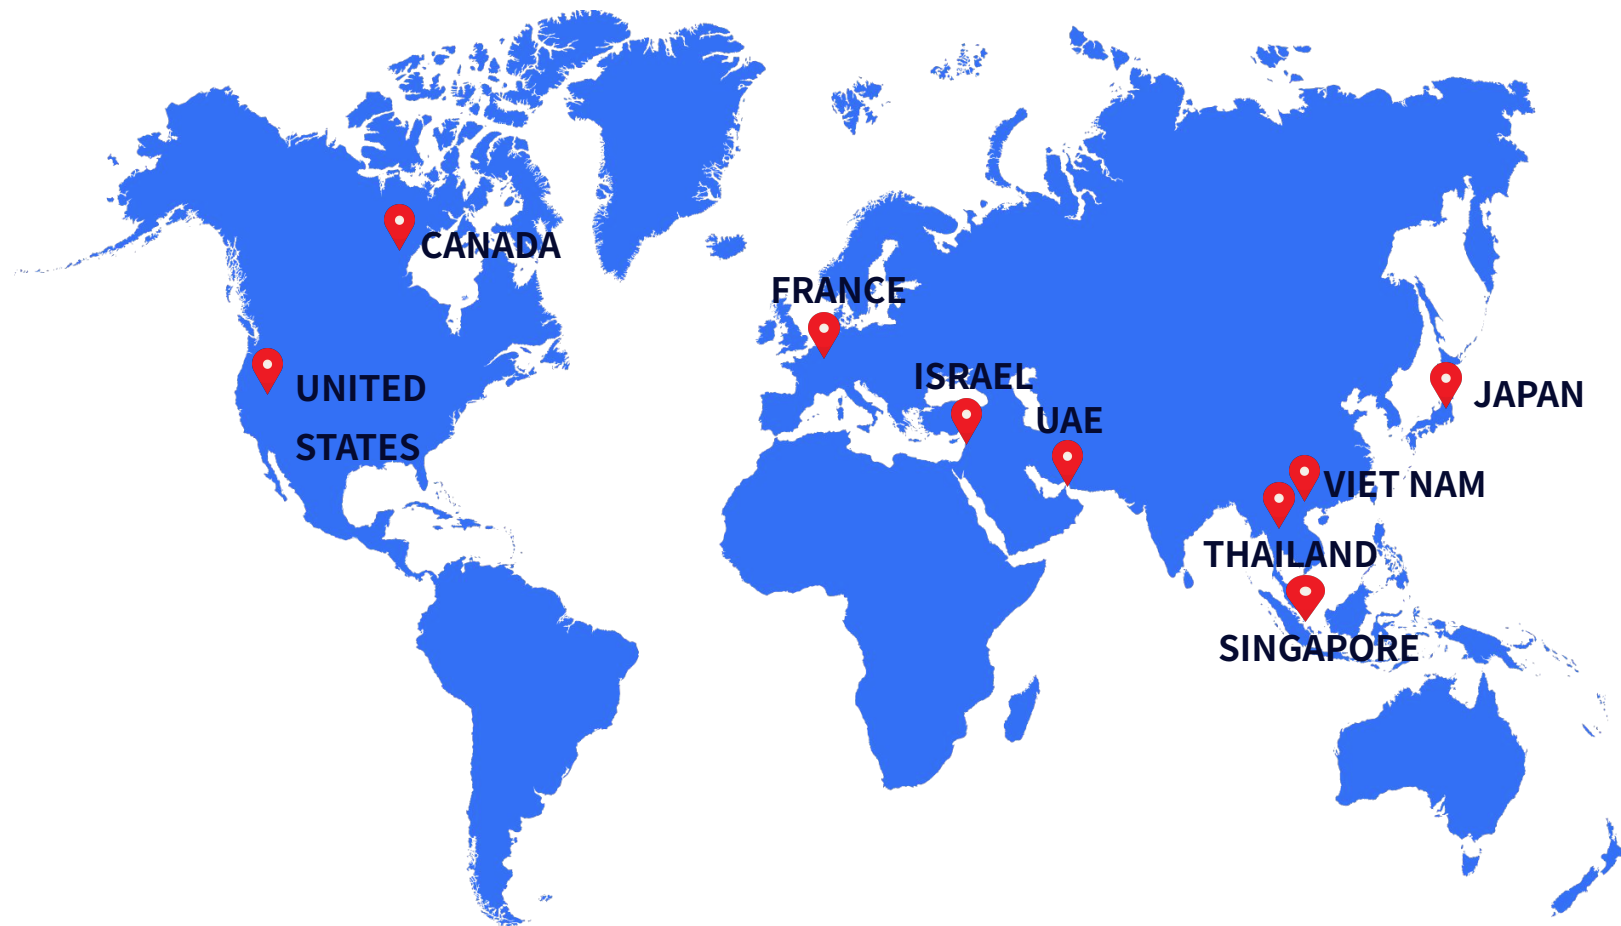 CANADA
FRANCE
ISRAEL
UNITED
STATES
JAPAN
UAE
VIET NAM
THAILAND
SINGAPORE